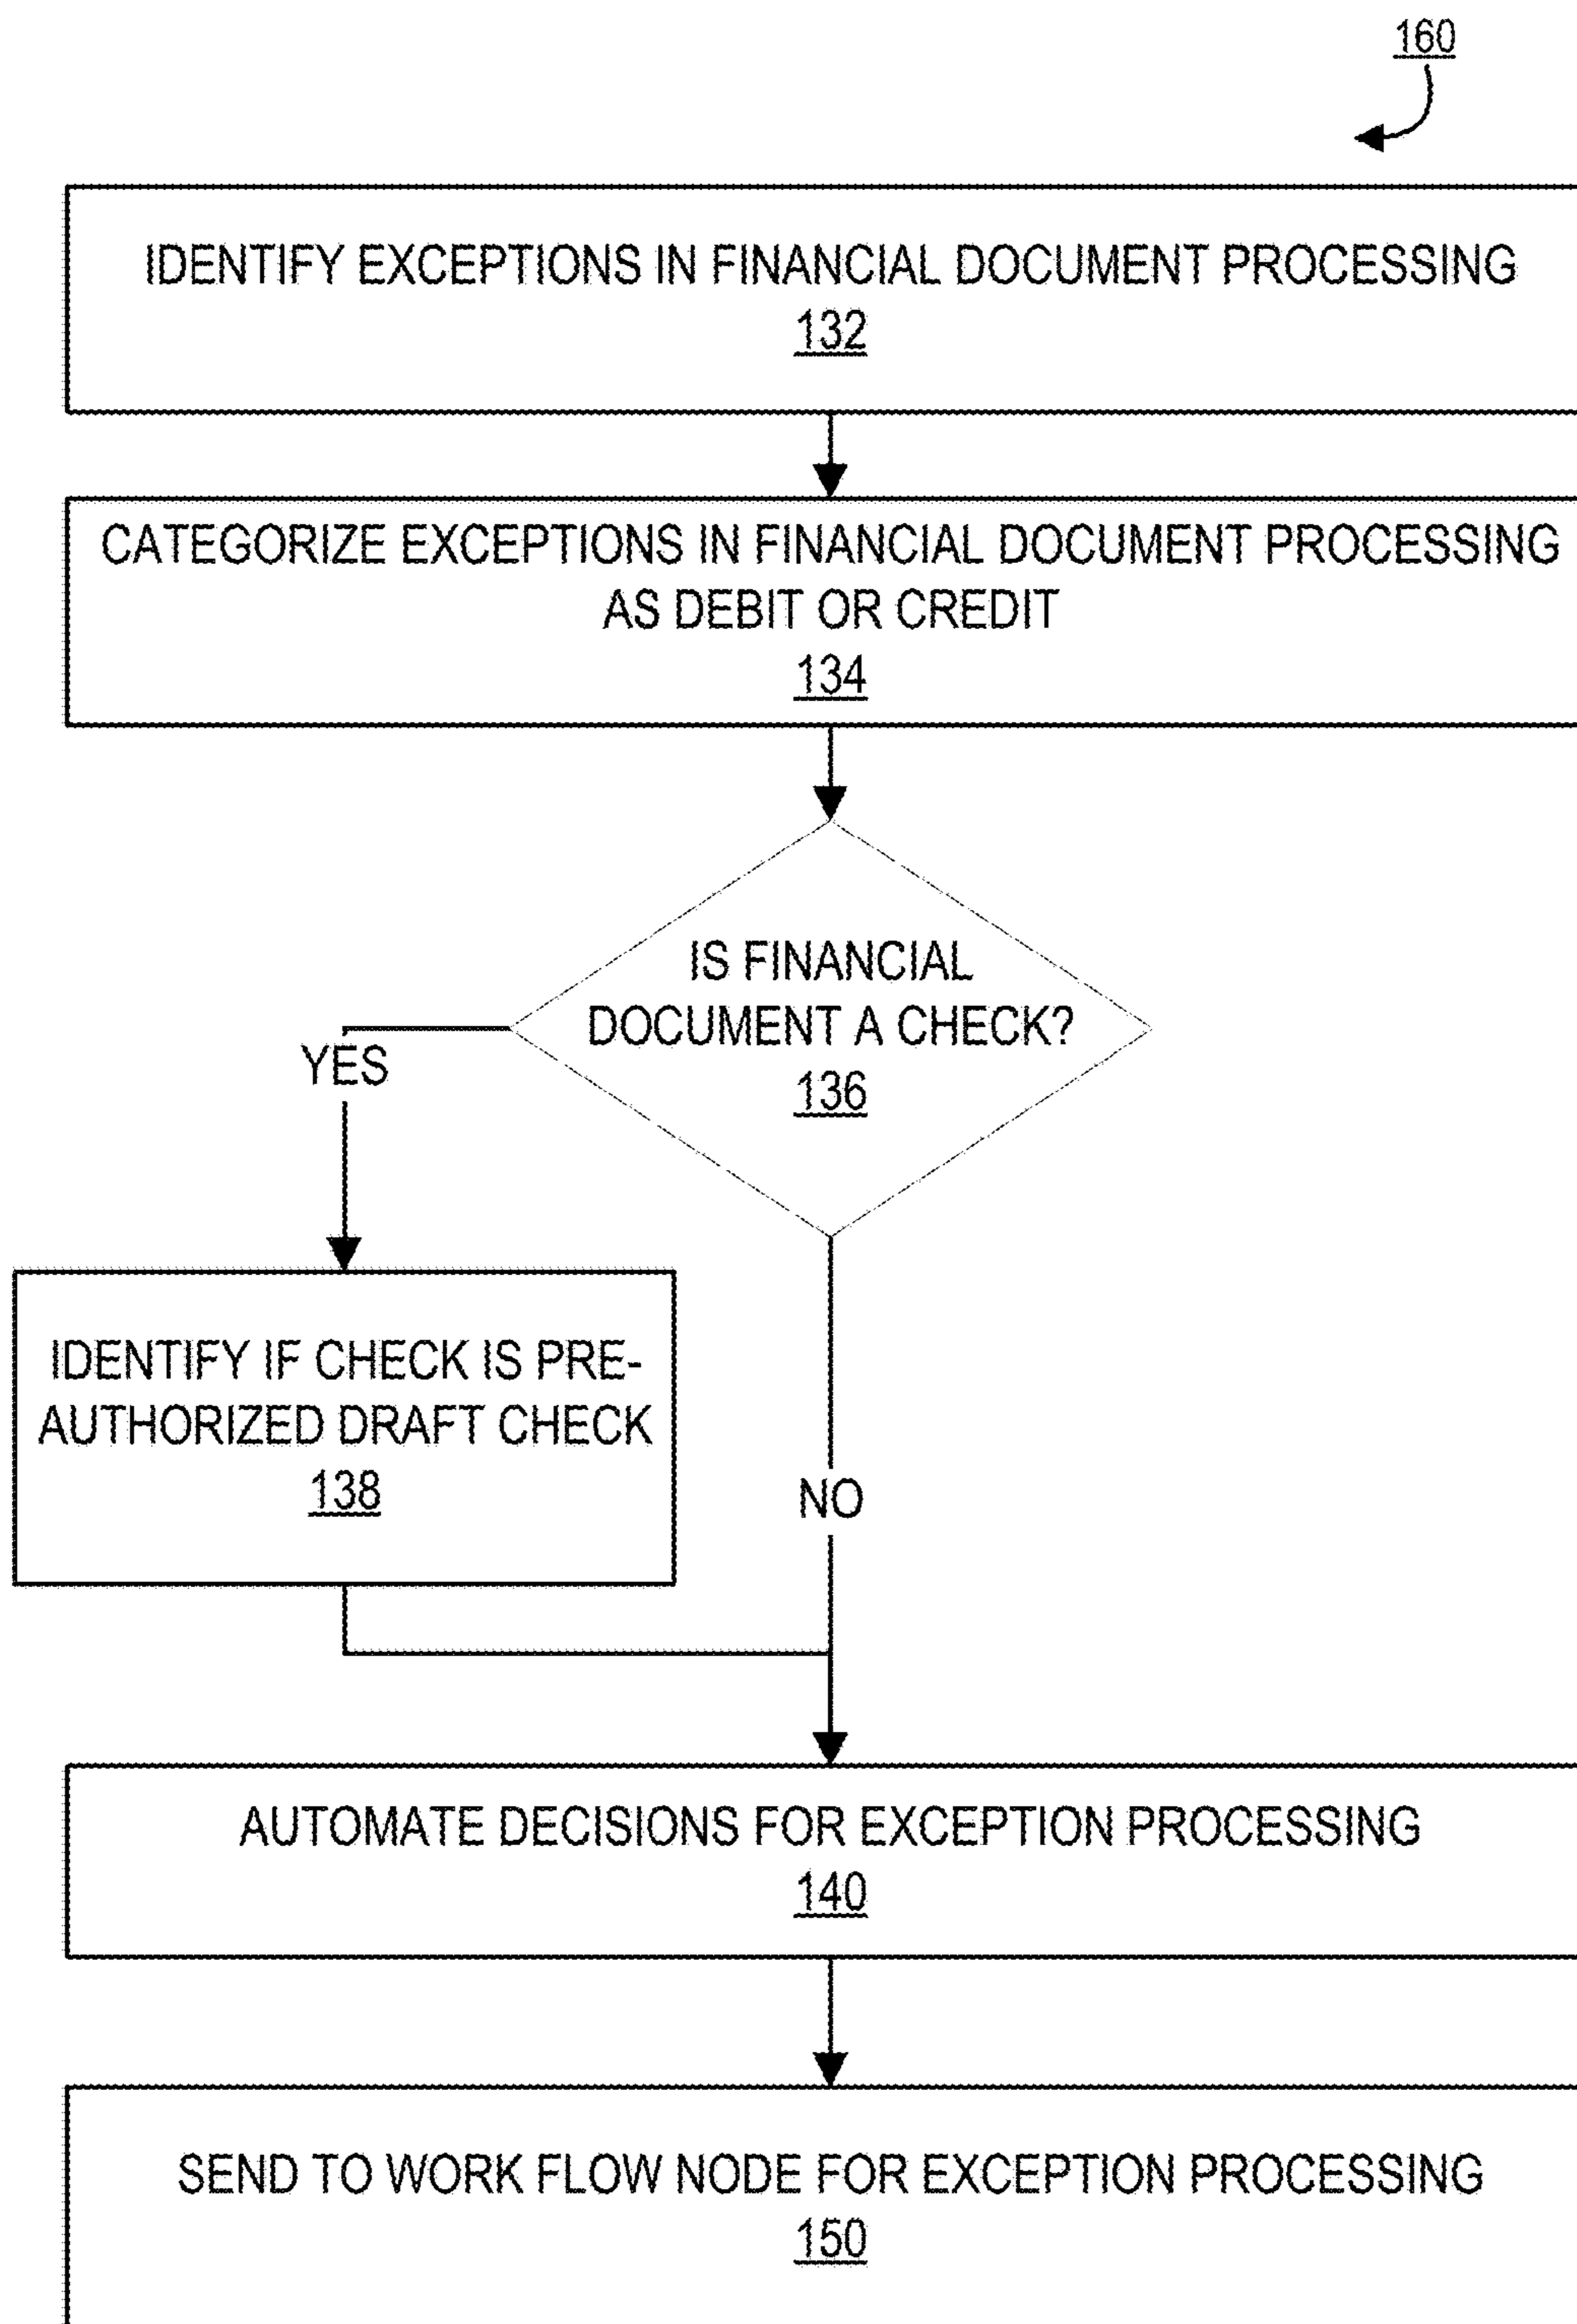 160
IDENTIFY EXCEPTIONS IN FINANCIAL DOCUMENT PROCESSING
132
CATEGORIZE EXCEPTIONS IN FINANCIAL DOCUMENT PROCESSING
AS DEBIT OR CREDIT
134
IS FINANCIAL
DOCUMENT A CHECK?
136
YES
IDENTIFY IF CHECK IS PRE-
AUTHORIZED DRAFT CHECK
138
NO
AUTOMATE DECISIONS FOR EXCEPTION PROCESSING
140
SEND TO WORK FLOW NODE FOR EXCEPTION PROCESSING
150